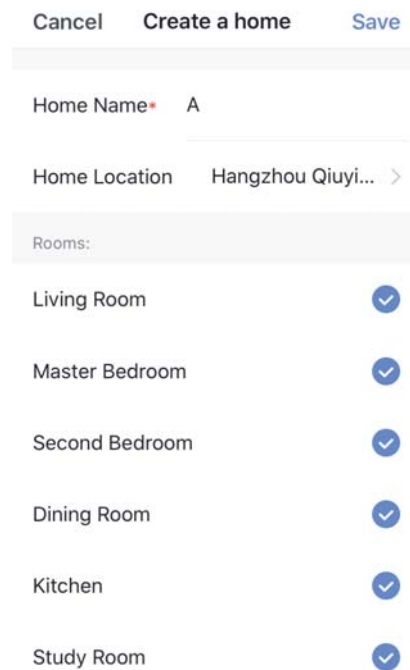 Cancel Create a home Save
Home Name* A
Home Location Hangzhou Qiuyi... >
Rooms:
Living Room
Master Bedroom
Second Bedroom
Dining Room
Kitchen
Study Room